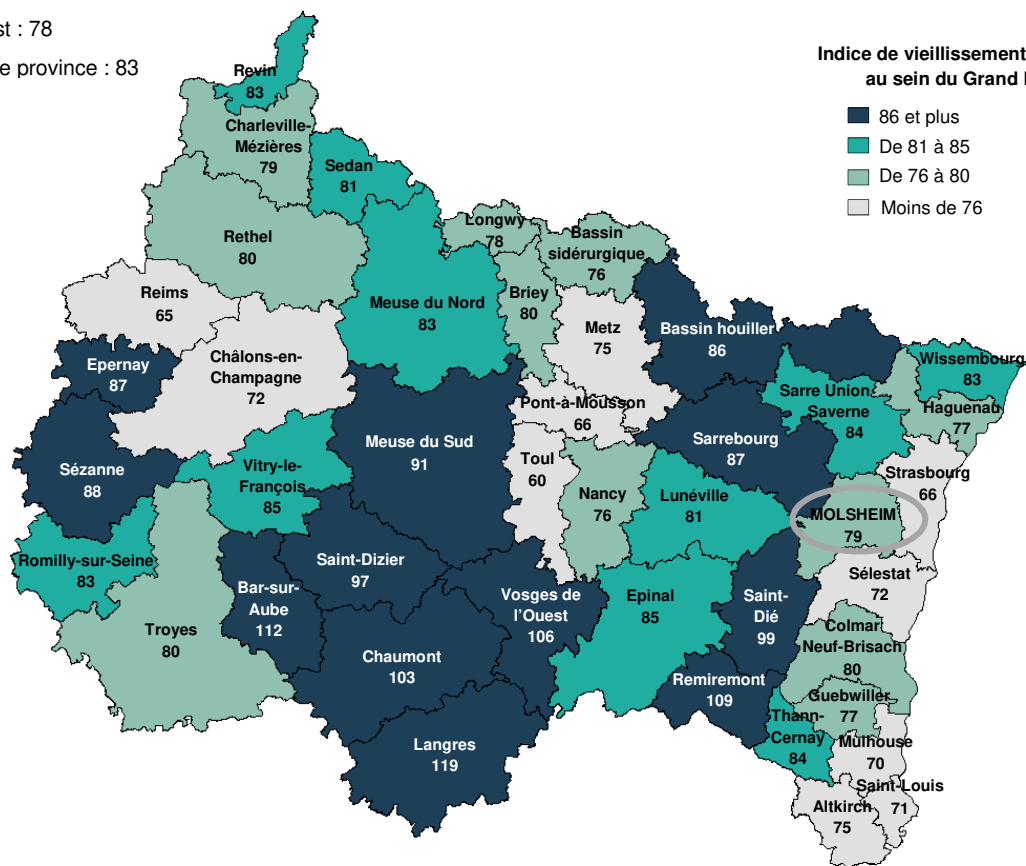 st : 78
e province : 83
Indice de vieillissement
au sein du Grand
86 et plus
De 81 à 85
De 76 à 80
Moins de 76
Revin
83
Charleville-
Mézières
79
Sedan
81
Rethel
80
Longwy
78
Bassin
sidérurgique
76
Reims
65
Meuse du Nord
83
Briey
80
Metz
75
Bassin houiller
86
Epernay
87
Châlons-en-
Champagne
72
Wissembourg
83
Sarre Union
Saverne
84
Haguenau
77
Pont-à-Mousson
66
Meuse du Sud
91
Sarrebourg
87
Sézanne
88
Vitry-le-
François
85
Toul
60
Nancy
76
Lunéville
81
Strasbourg
66
MOLSHEIM
79
Romilly-sur-Seine
83
Saint-Dizier
97
Bar-sur-
Aube
112
Vosges de
l'Ouest
106
Epinal
85
Saint-
Dié
99
Sélestat
72
Troyes
80
Chaumont
103
Colmar
Neuf-Brisach
80
Remiremont
109
Guebwiller
77
Thann-
Cernay
84
Langres
119
Mulhouse
70
Saint-Louis
71
Altkirch
75